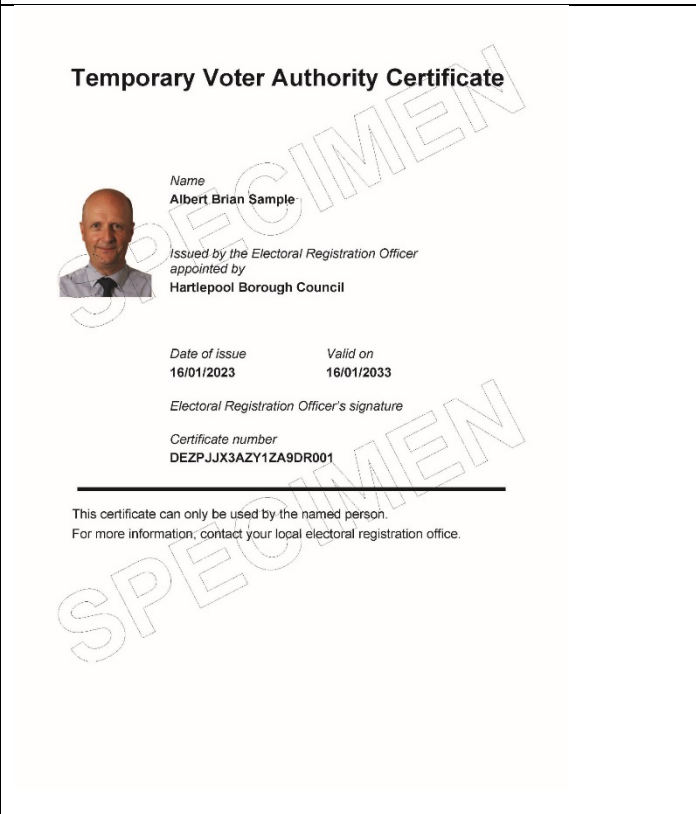 Temporary Voter Authority Certificate
SPECIMEN
Name
Albert Brian Sample
Issued by the Electoral Registration Officer
appointed by
Hartlepool Borough Council
Date of issue Valid on
16/01/2023 16/01/2033
Electoral Registration Officer's signature
Certificate number
DEZPJJX3AZY1ZA9DR001
SPECIMEN
This certificate can only be used by the named person.
For more information, contact your local electoral registration office.